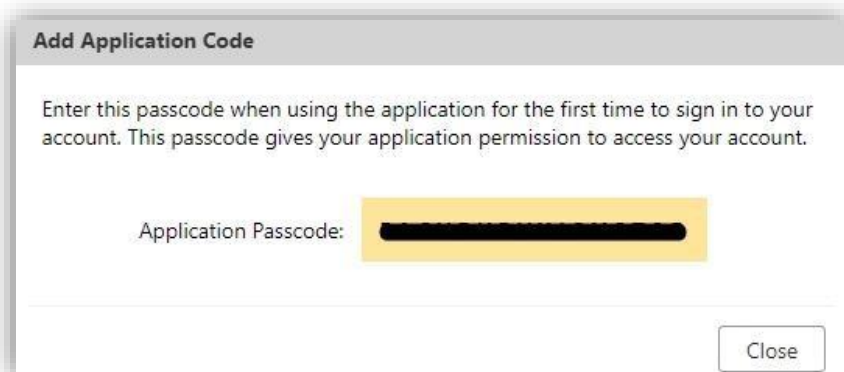 Add Application Code
Enter this passcode when using the application for the first time to sign in to your
account. This passcode gives your application permission to access your account.
Application Passcode:
Close